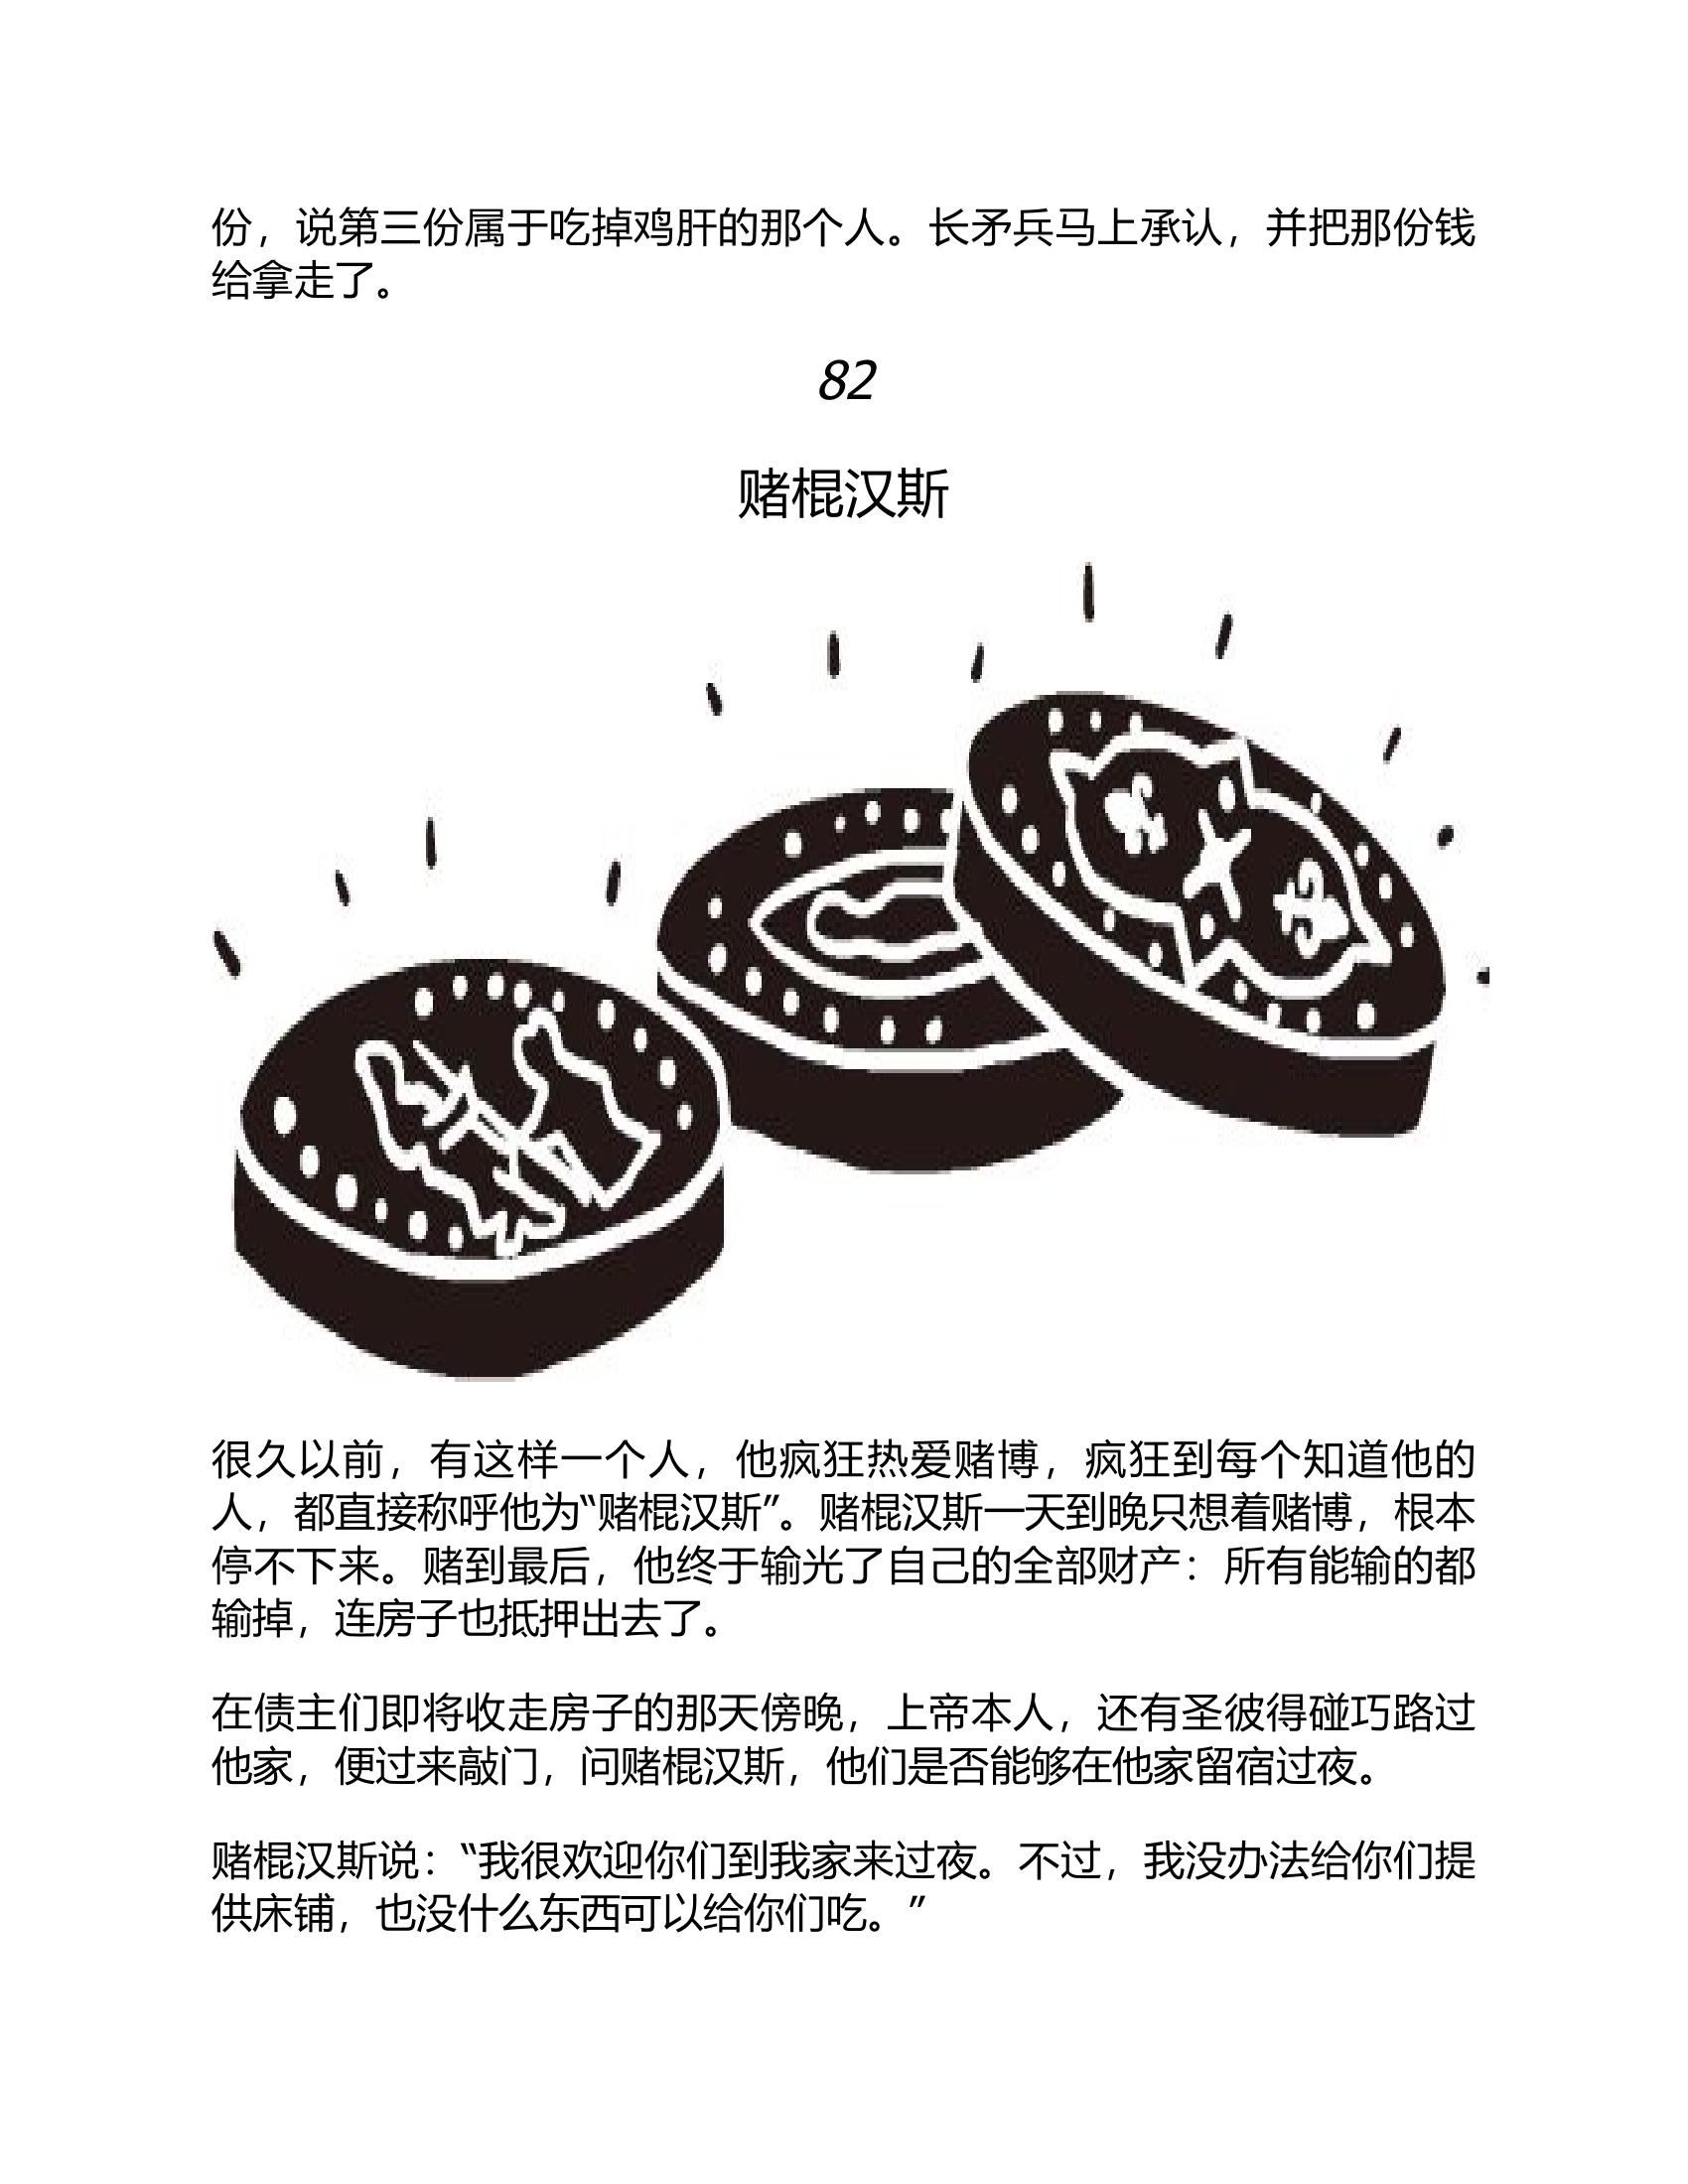 份，说第三份属于吃掉鸡肝的那个人。长矛兵马上承认，并把那份钱
给拿走了。
82
赌棍汉斯
很久以前，有这样一个人，他疯狂热爱赌博，疯狂到每个知道他的
人，都直接称呼他为“赌棍汉斯”。赌棍汉斯一天到晚只想着赌博，根本
停不下来。赌到最后，他终于输光了自己的全部财产：所有能输的都
输掉，连房子也抵押出去了。
在债主们即将收走房子的那天傍晚，上帝本人，还有圣彼得碰巧路过
他家，便过来敲门，问赌棍汉斯，他们是否能够在他家留宿过夜。
赌棍汉斯说：“我很欢迎你们到我家来过夜。不过，我没办法给你们提
供床铺，也没什么东西可以给你们吃。”